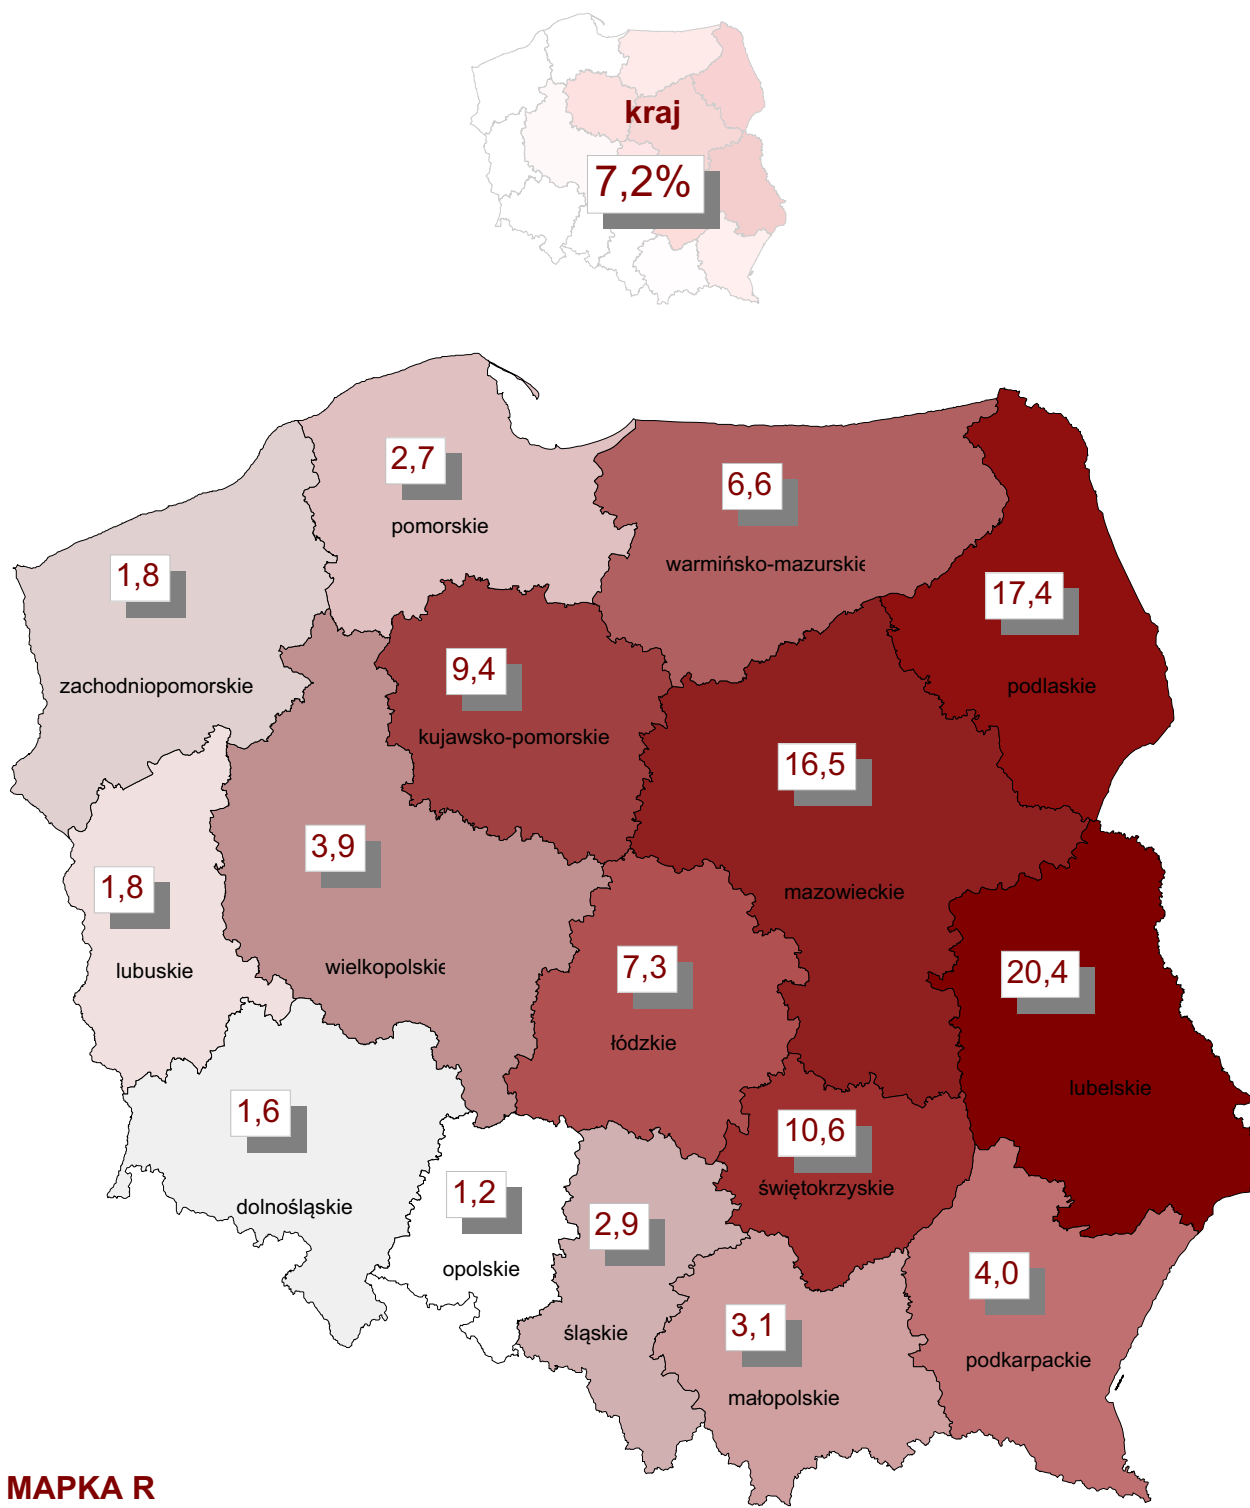 kraj
7,2%
2,7
pomorskie
6,6
warmińsko-mazurskie
1,8
zachodniopomorskie
17,4
podlaskie
9,4
kujawsko-pomorskie
16,5
mazowieckie
3,9
wielkopolskie
1,8
lubuskie
7,3
łódzkie
20,4
lubelskie
1,6
dolnośląskie
10,6
świętokrzyskie
1,2
opolskie
2,9
śląskie
4,0
podkarpackie
3,1
małopolskie
MAPKA R